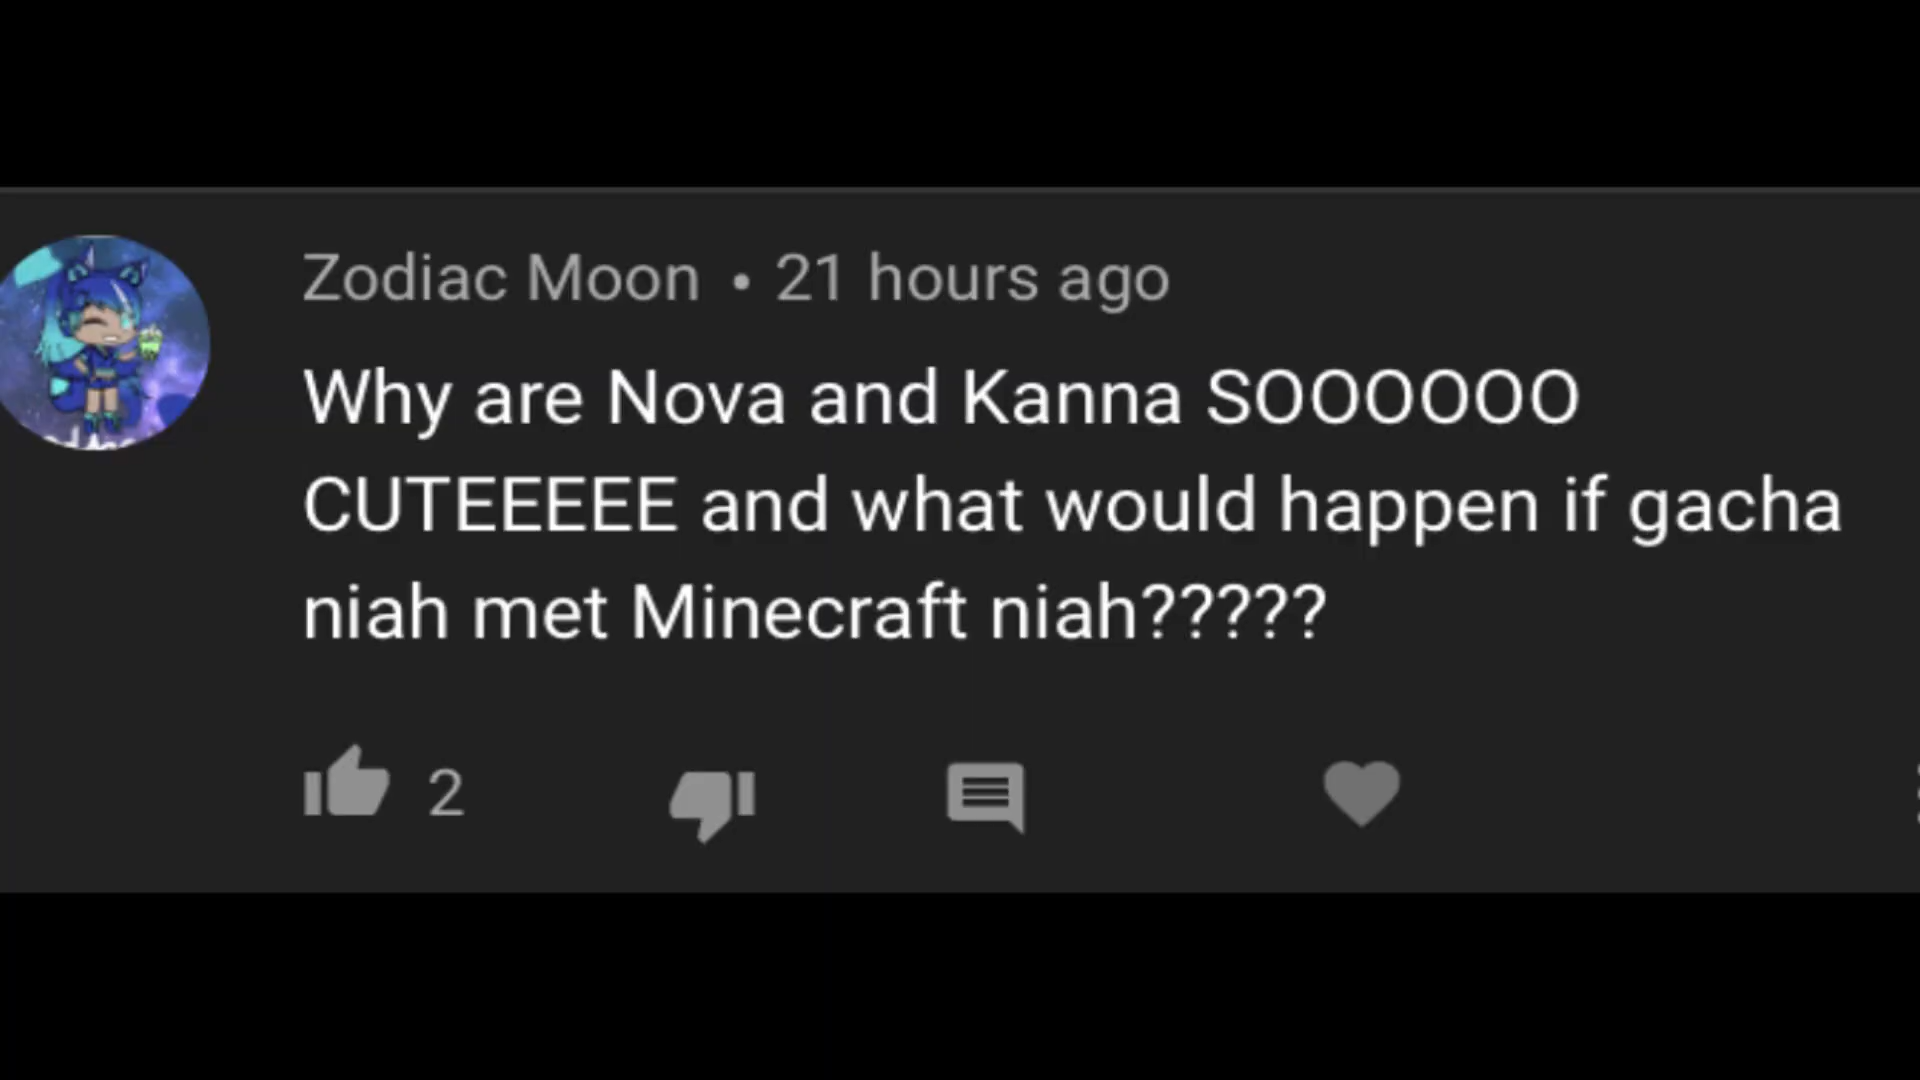 Zodiac Moon • 21 hours ago
Why are Nova and Kanna SOOOOOO
CUTEEEEE and what would happen if gacha
niah met Minecraft niah?????
2